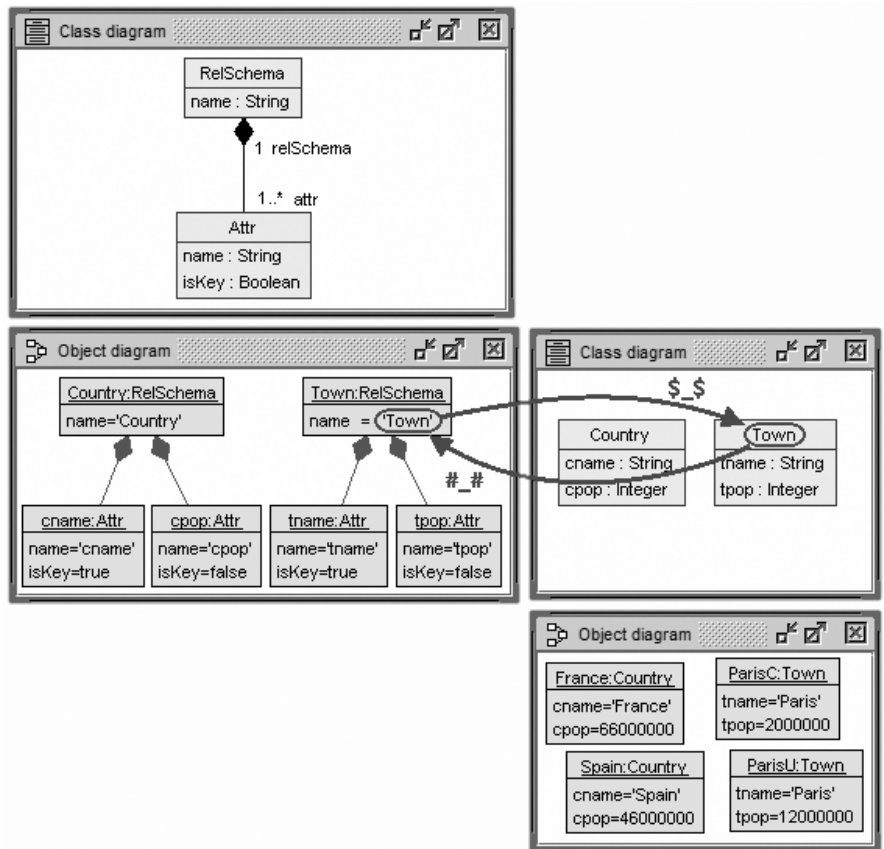 Class diagram
RelSchema
name : String
1 relSchema
1..* attr
Attr
name : String
isKey : Boolean
Object diagram
Country:RelSchema
name='Country'
Town:RelSchema
name = 'Town'
cname:Attr
name='cname'
isKey=true
cpop:Attr
name='cpop'
isKey=false
tname:Attr
name='tname'
isKey=true
tpop:Attr
name='tpop'
isKey=false
Class diagram
$_$
#_#
Country
cname : String
cpop : Integer
Town
tname : String
tpop : Integer
Object diagram
France:Country
cname='France'
cpop=66000000
ParisC:Town
tname='Paris'
tpop=2000000
Spain:Country
cname='Spain'
cpop=46000000
ParisU:Town
tname='Paris'
tpop=12000000